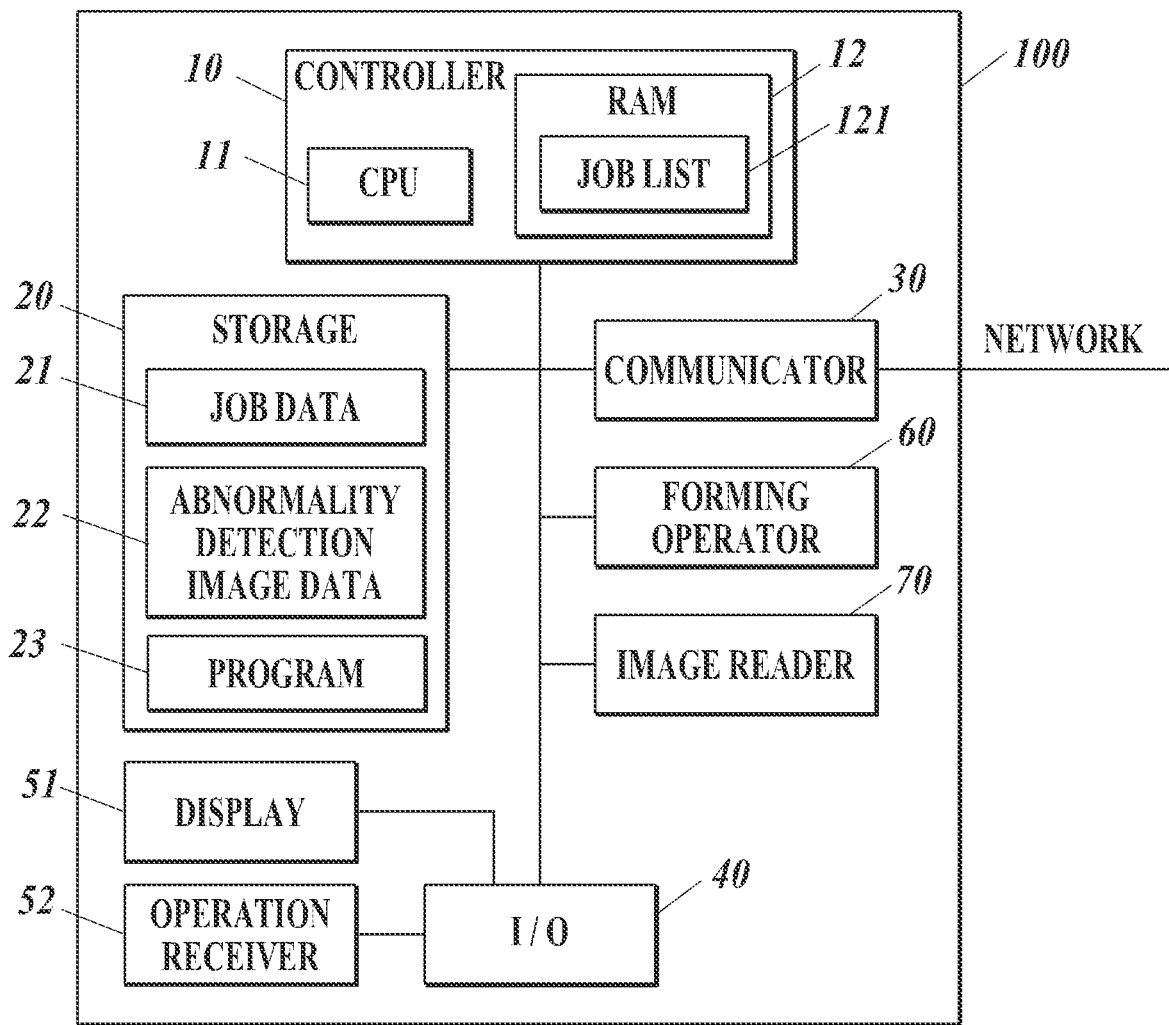 10
CONTROLLER
12
100
RAM
121
11
CPU
JOB LIST
20
STORAGE
30
NETWORK
21
JOB DATA
COMMUNICATOR
60
22
ABNORMALITY
DETECTION
IMAGE DATA
FORMING
OPERATOR
70
23
PROGRAM
IMAGE READER
51
DISPLAY
40
52
OPERATION
RECEIVER
I / O